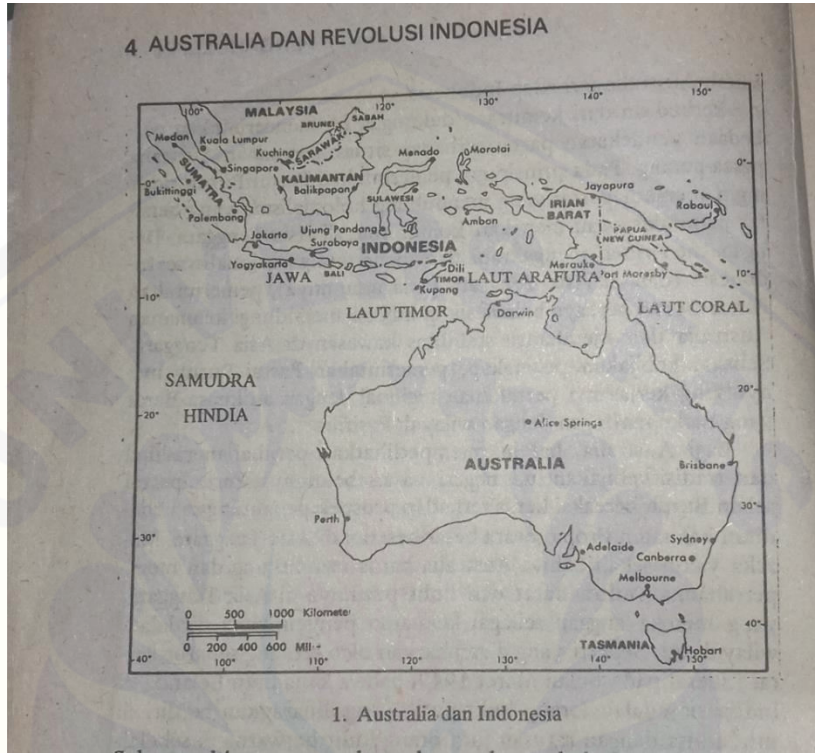 4 AUSTRALIA DAN REVOLUSI INDONESIA
100° 120° 130° 140° 150°
MALAYSIA
BRUNEI
SABAH
Medan
Kuala Lumpur
Kuching
SARAWAK
Menado
Morotai
Singapore
SUMATRA
KALIMANTAN
Balikpapan
0°
Jayapura
Bukittinggi
0°
SULAWESI
IRIAN
BARAT
Rabaul
Palembang
Ambon
PAPUA
NEW GUINEA
Jakarta
Ujung Pandang
Surabaya
INDONESIA
Yogyakarta
BALI
Dili
Merauke
Port Moresby
JAWA
TIMOR
LAUT ARAFURA
10°
Kupang
10°
LAUT TIMOR
Darwin
LAUT CORAL
SAMUDRA
HINDIA
20°
20°
Alice Springs
AUSTRALIA
Brisbane
30°
Perth
30°
Adelaide
Sydney
Canberra
Melbourne
0 500 1000 Kilometer
0 200 400 600
40°
TASMANIA
Hobart
40° 100° 110° 120° 130° 140° 150°
1. Australia dan Indonesia